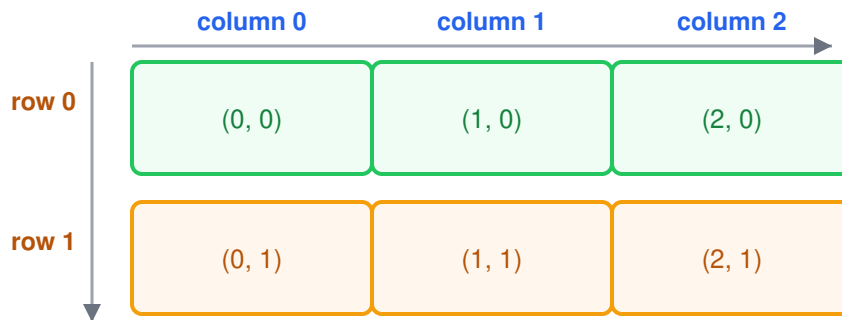 column 0 column 1 column 2
row 0 (0, 0) (1, 0) (2, 0)
row 1 (0, 1) (1, 1) (2, 1)